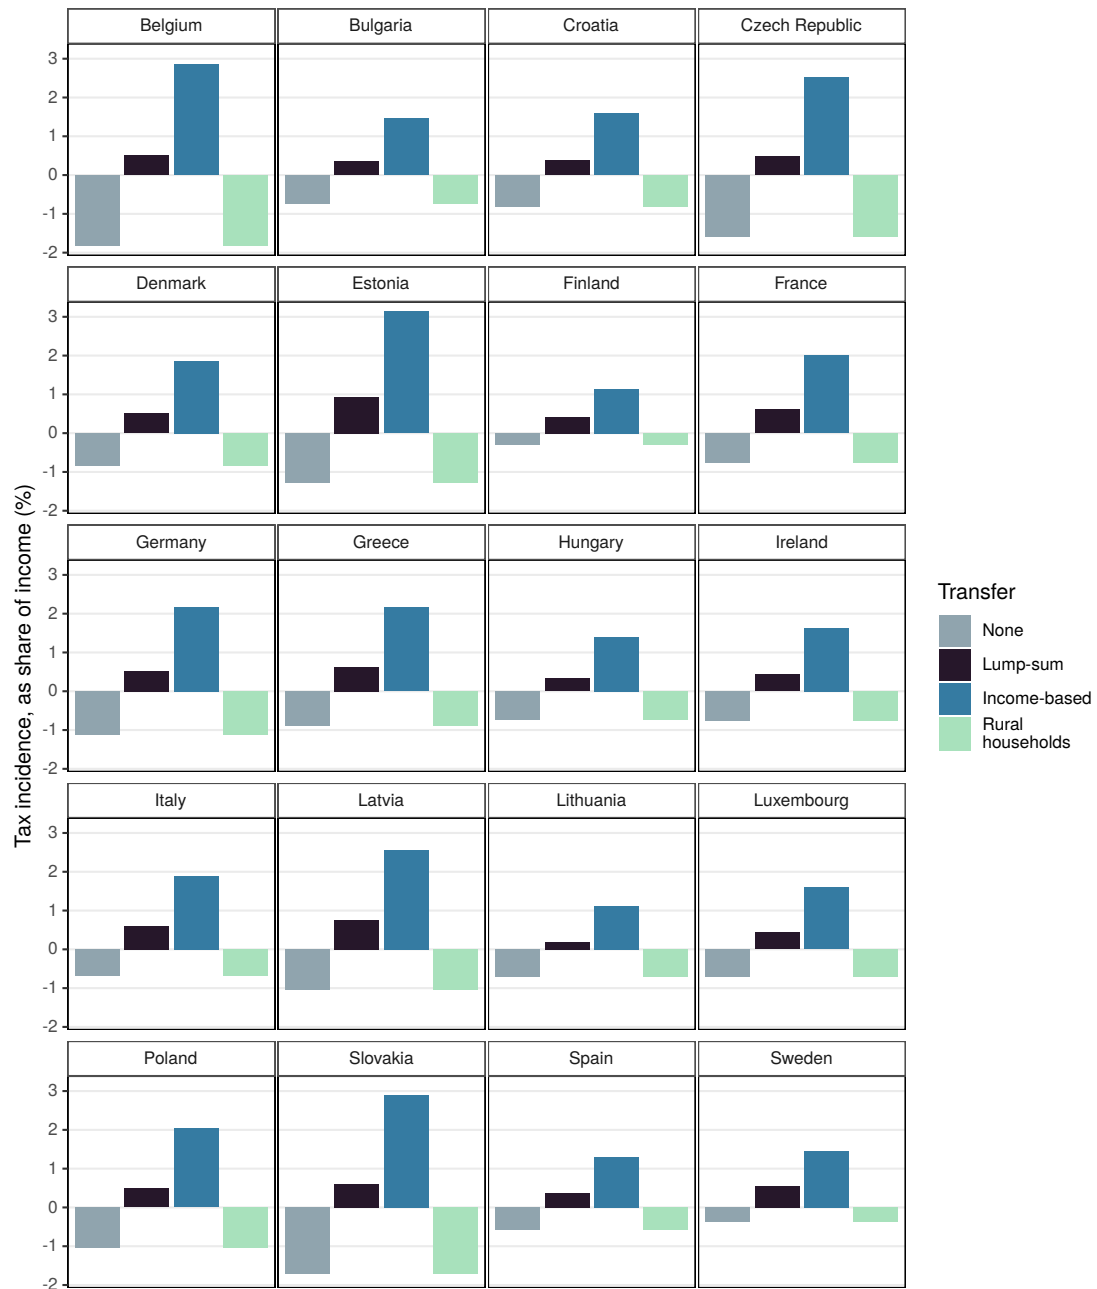 Belgium Bulgaria Croatia Czech Republic
3
2
1
0
-1
-2
Denmark Estonia Finland France
3
2
1
0
-1
-2
Germany Greece Hungary Ireland
3
2
1
0
-1
-2
Italy Latvia Lithuania Luxembourg
3
2
1
0
-1
-2
Poland Slovakia Spain Sweden
3
2
1
0
-1
-2
Tax incidence, as share of income (%)
Transfer
None
Lump-sum
Income-based
Rural
households